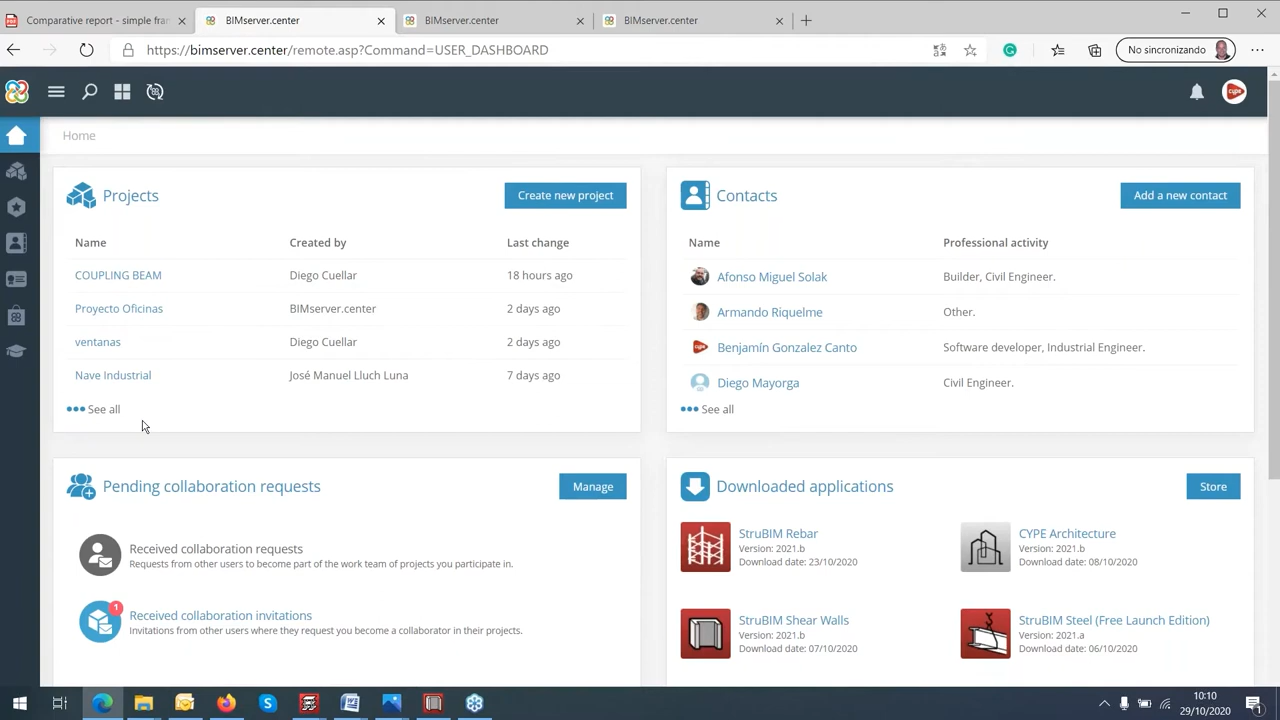 Comparative report - simple fra
BIMserver.center
BIMserver.center
BIMserver.center
https://bimserver.center/remote.asp?Command=USER_DASHBOARD
No sincronizando
cype
Home
Projects
Create new project
Name Created by Last change
COUPLING BEAM Diego Cuellar 18 hours ago
Proyecto Oficinas BIMserver.center 2 days ago
ventanas Diego Cuellar 2 days ago
Nave Industrial José Manuel Lluch Luna 7 days ago
See all
Contacts
Add a new contact
Name Professional activity
Afonso Miguel Solak Builder, Civil Engineer.
Armando Riquelme Other.
cype Benjamín Gonzalez Canto Software developer, Industrial Engineer.
Diego Mayorga Civil Engineer.
See all
Pending collaboration requests
Manage
Received collaboration requests
Requests from other users to become part of the work team of projects you participate in.
1
Received collaboration invitations
Invitations from other users where they request you become a collaborator in their projects.
Downloaded applications
Store
StruBIM Rebar
Version: 2021.b
Download date: 23/10/2020
CYPE Architecture
Version: 2021.b
Download date: 08/10/2020
StruBIM Shear Walls
Version: 2021.b
Download date: 07/10/2020
StruBIM Steel (Free Launch Edition)
Version: 2021.a
Download date: 06/10/2020
10:10
29/10/2020
1